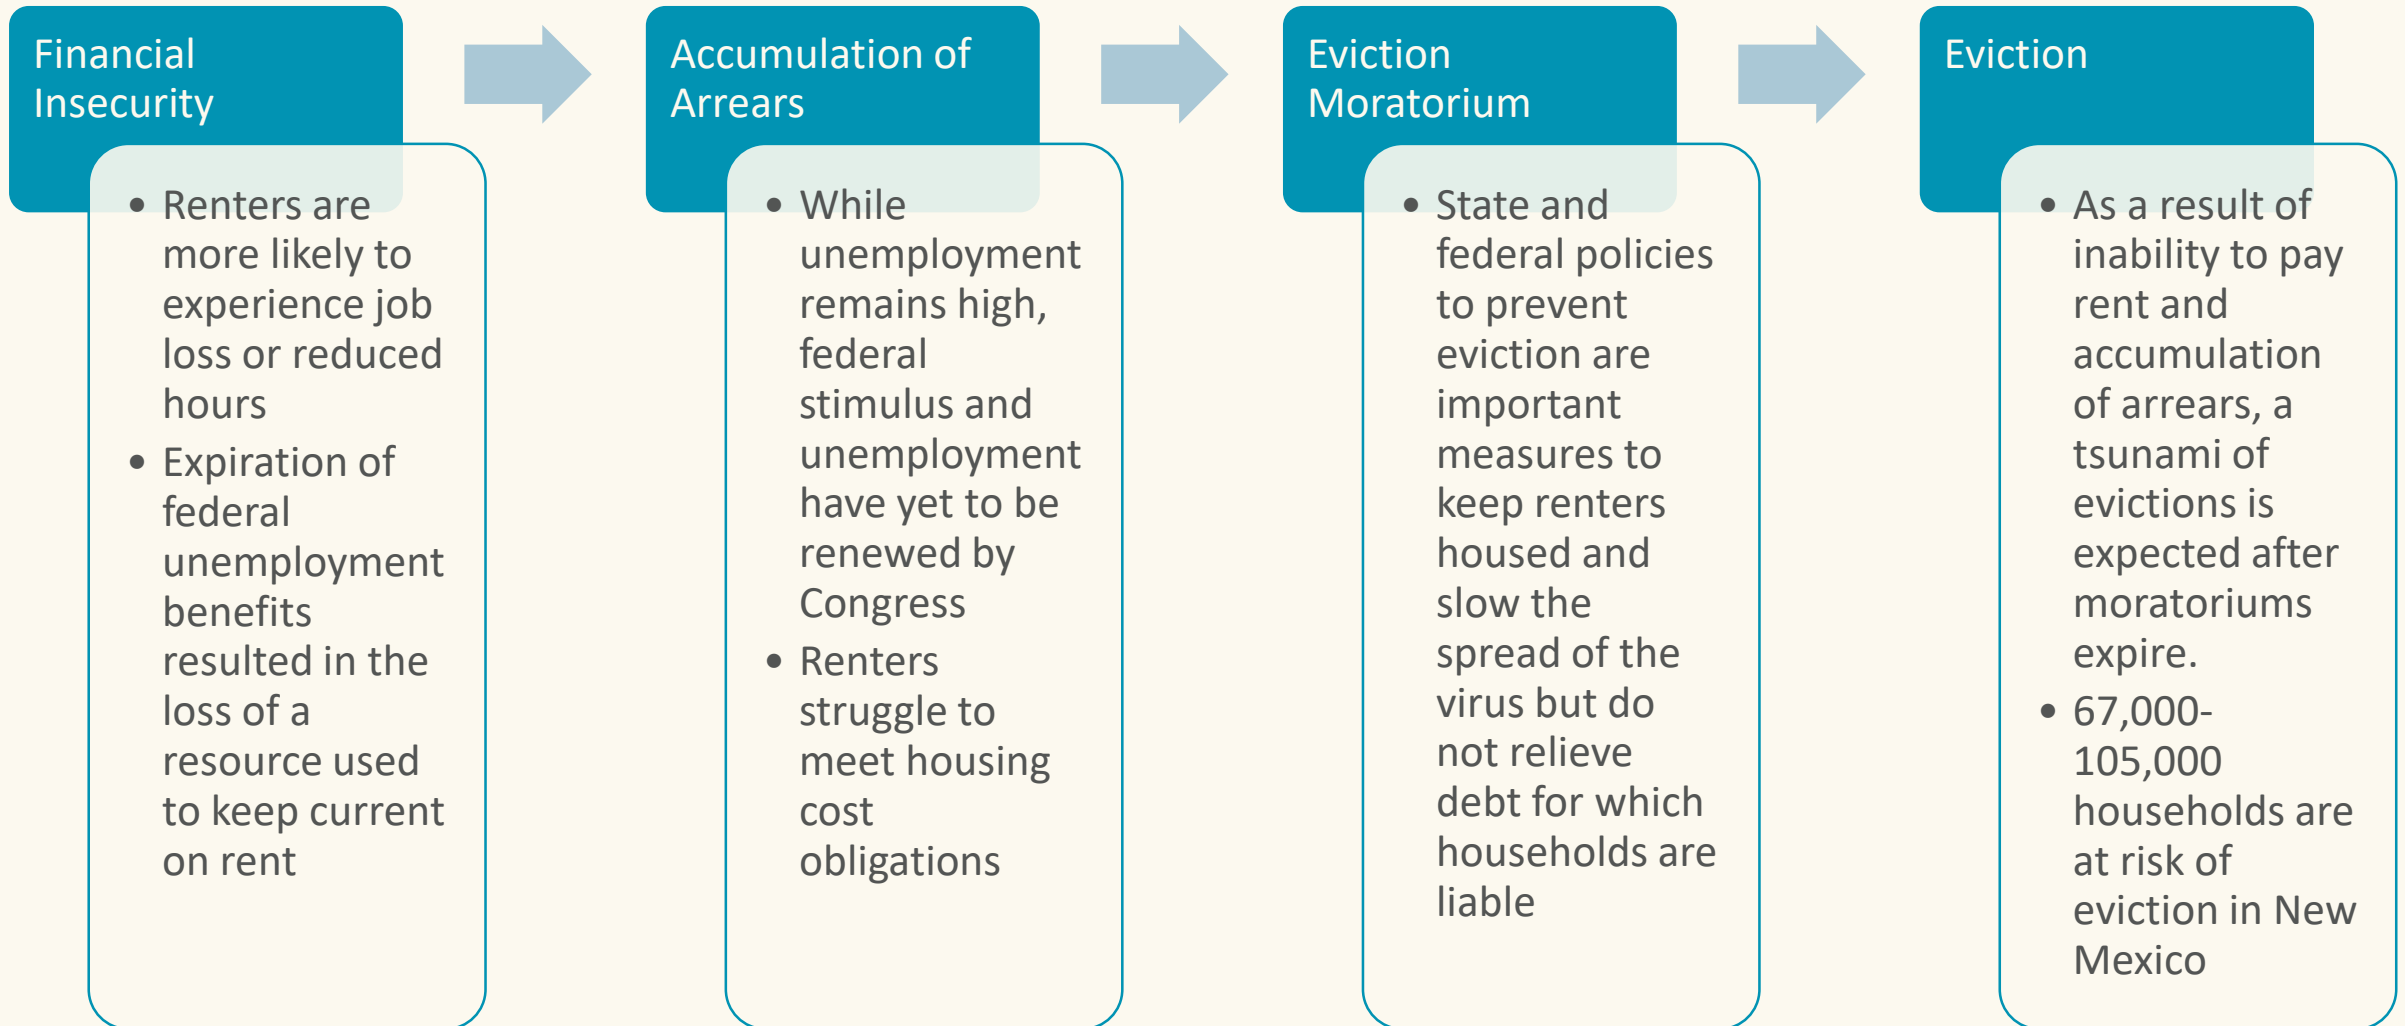 Financial
Insecurity
• Renters are
more likely to
experience job
loss or reduced
hours
• Expiration of
federal
unemployment
benefits
resulted in the
loss of a
resource used
to keep current
on rent
Accumulation of
Arrears
• While
unemployment
remains high,
federal
stimulus and
unemployment
have yet to be
renewed by
Congress
• Renters
struggle to
meet housing
cost
obligations
Eviction
Moratorium
• State and
federal policies
to prevent
eviction are
important
measures to
keep renters
housed and
slow the
spread of the
virus but do
not relieve
debt for which
households are
liable
Eviction
• As a result of
inability to pay
rent and
accumulation
of arrears, a
tsunami of
evictions is
expected after
moratoriums
expire.
• 67,000-
105,000
households are
at risk of
eviction in New
Mexico